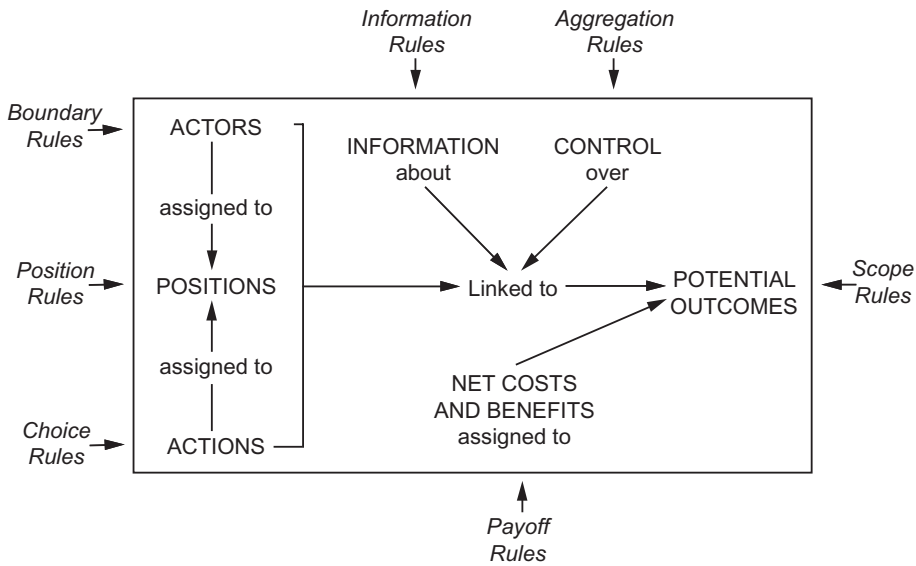 Information
Rules
Aggregation
Rules
Boundary
Rules
ACTORS
INFORMATION
about
CONTROL
over
assigned to
Position
Rules
POSITIONS
Linked to
POTENTIAL
OUTCOMES
Scope
Rules
assigned to
NET COSTS
AND BENEFITS
assigned to
Choice
Rules
ACTIONS
Payoff
Rules